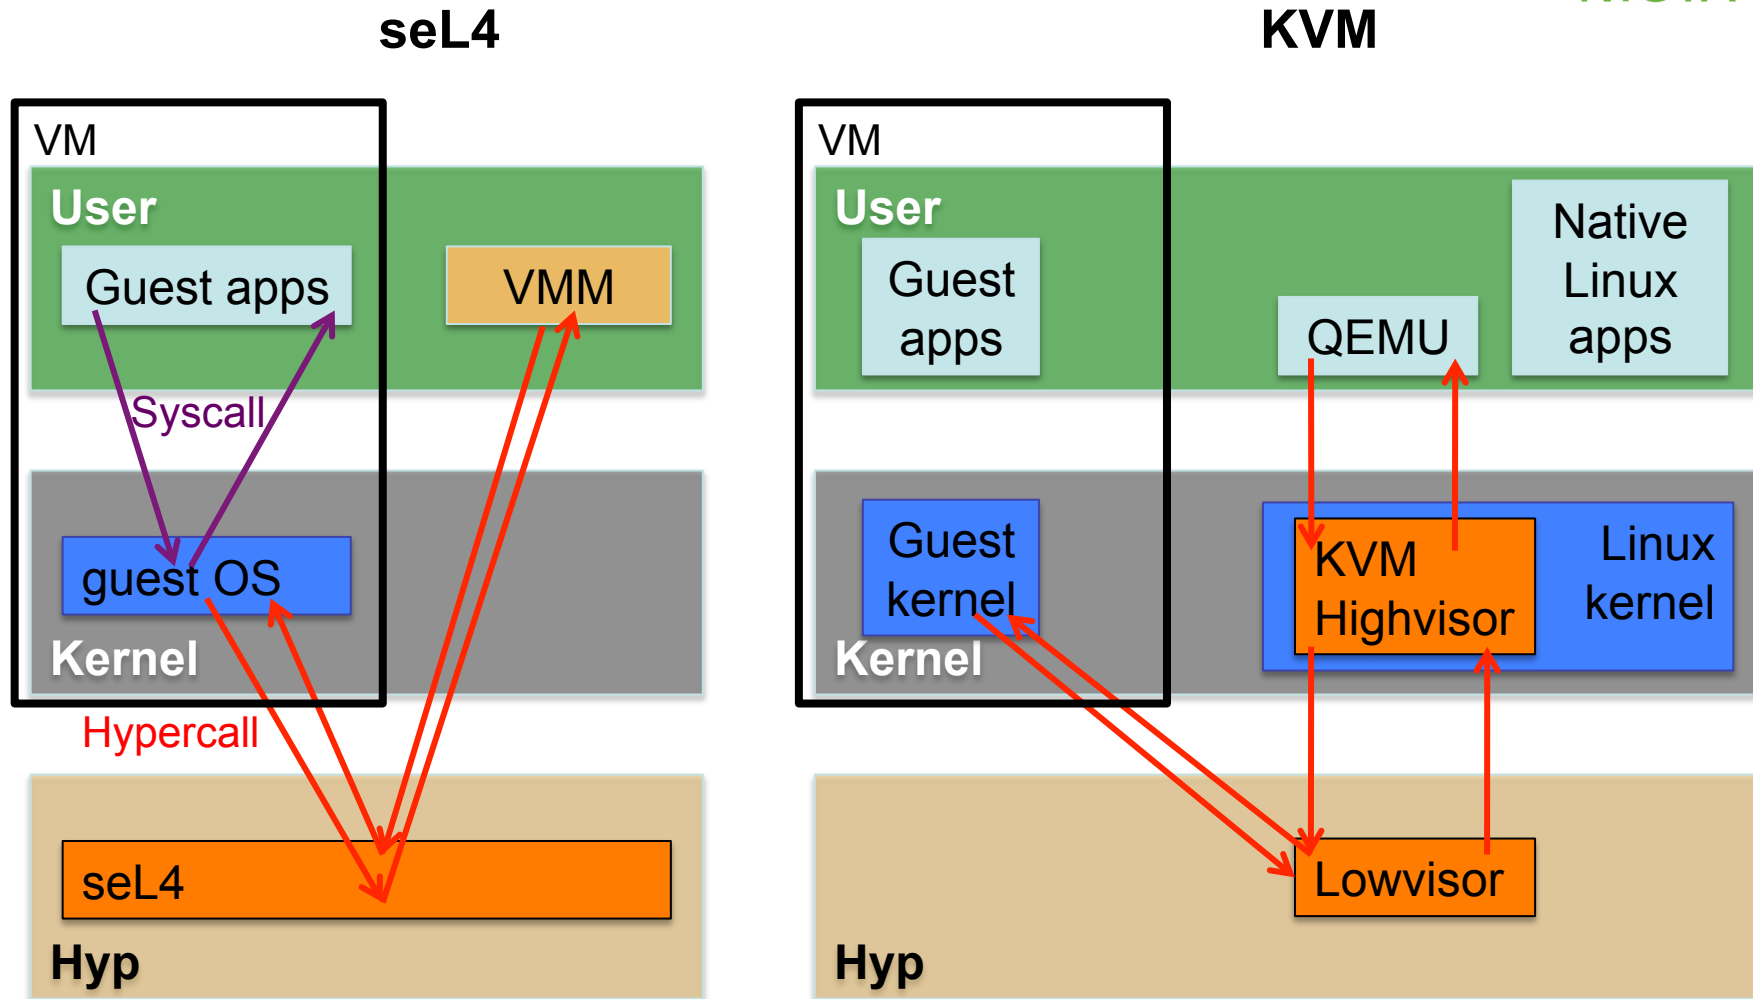 seL4
KVM
VM
User
Guest apps
VMM
Syscall
guest OS
Kernel
Hypercall
seL4
Hyp
VM
User
Guest
apps
QEMU
Native
Linux
apps
Guest
kernel
KVM
Highvisor
Linux
kernel
Kernel
Lowvisor
Hyp